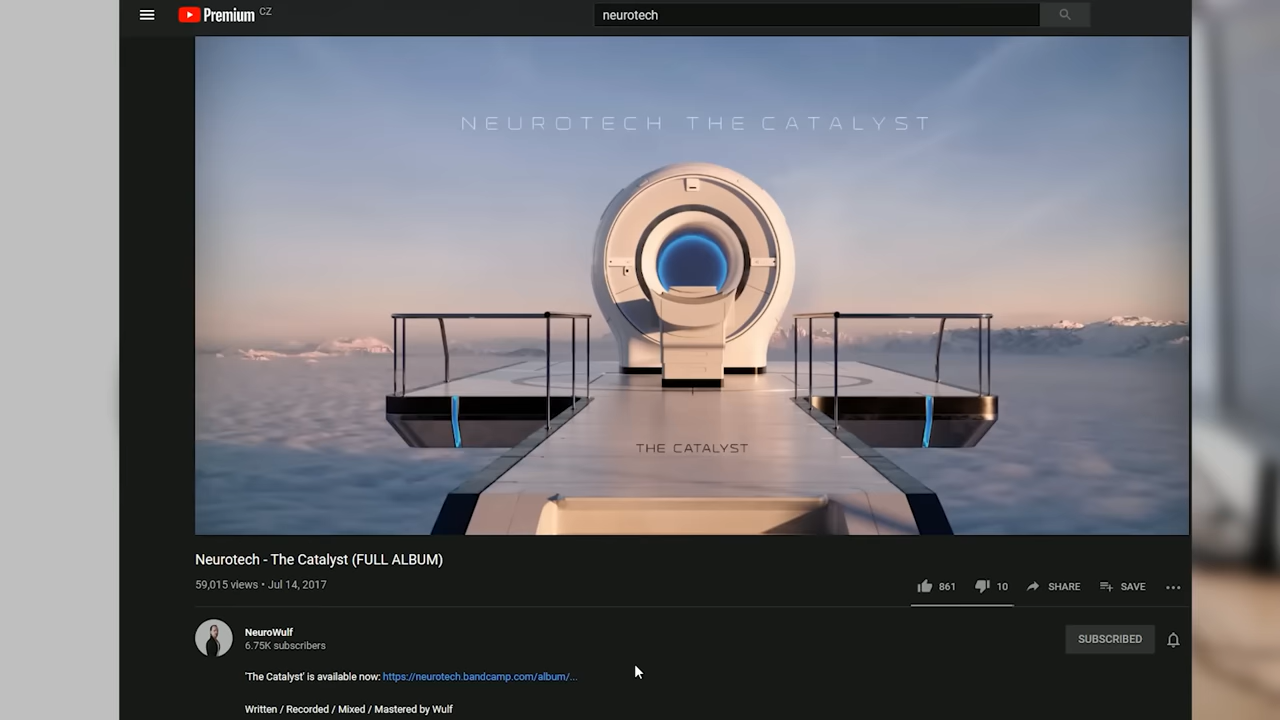 Premium CZ
neurotech
NEUROTECH THE CATALYST
THE CATALYST
Neurotech - The Catalyst (FULL ALBUM)
59,015 views • Jul 14, 2017
861
10
SHARE
SAVE
NeuroWulf
6.75K subscribers
SUBSCRIBED
'The Catalyst' is available now: https://neurotech.bandcamp.com/album/...
Written / Recorded / Mixed / Mastered by Wulf